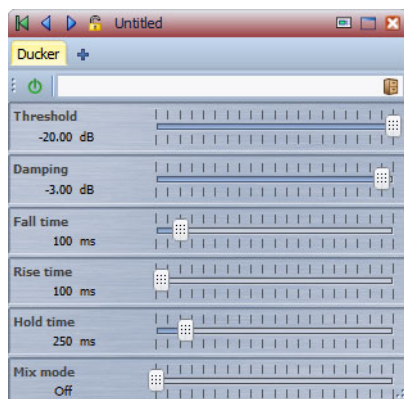 Untitled
Ducker
Threshold
-20.00 dB
Damping
-3.00 dB
Fall time
100 ms
Rise time
100 ms
Hold time
250 ms
Mix mode
Off